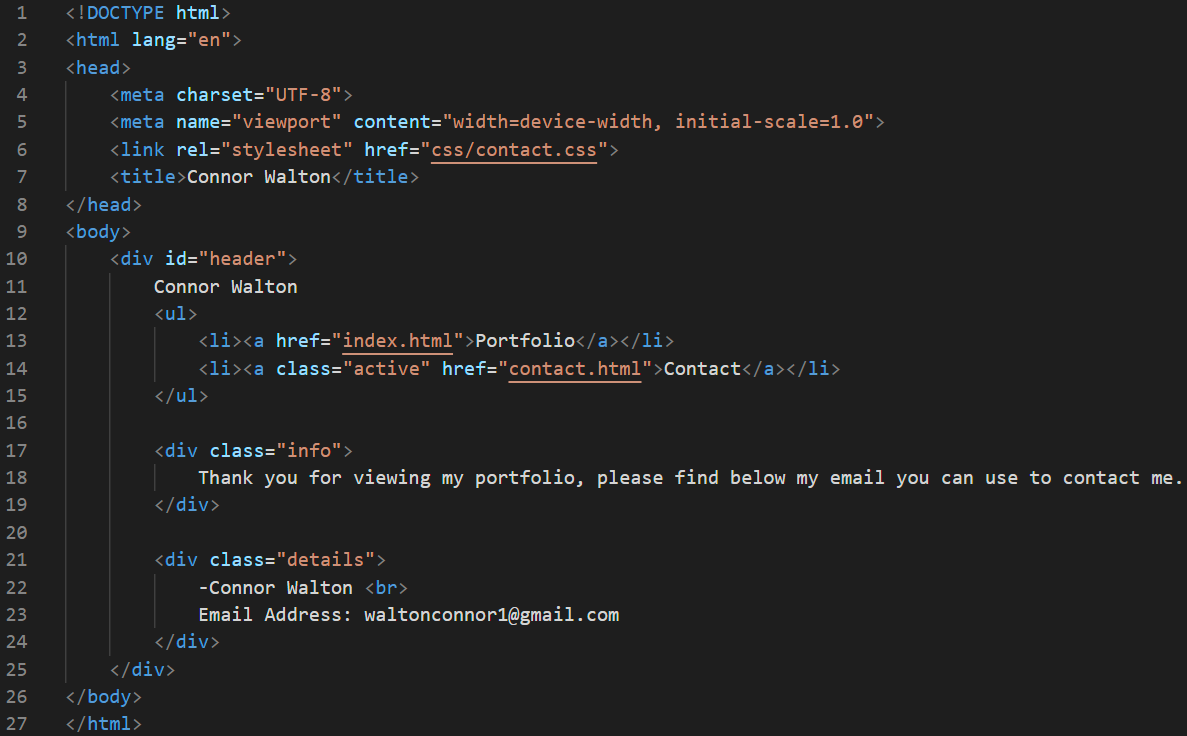 1 <!DOCTYPE html>
2 <html lang="en">
3 <head>
4     <meta charset="UTF-8">
5     <meta name="viewport" content="width=device-width, initial-scale=1.0">
6     <link rel="stylesheet" href="css/contact.css">
7     <title>Connor Walton</title>
8 </head>
9 <body>
10     <div id="header">
11         Connor Walton
12         <ul>
13             <li><a href="index.html">Portfolio</a></li>
14             <li><a class="active" href="contact.html">Contact</a></li>
15         </ul>
16
17         <div class="info">
18             Thank you for viewing my portfolio, please find below my email you can use to contact me.
19         </div>
20
21         <div class="details">
22             -Connor Walton <br>
23             Email Address: waltonconnor1@gmail.com
24         </div>
25     </div>
26 </body>
27 </html>